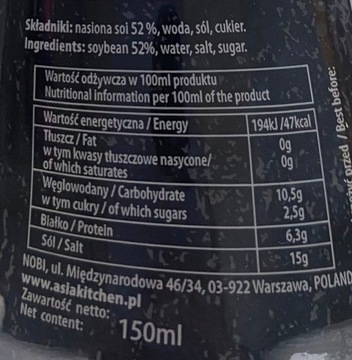 Składniki: nasiona soi 52 %, woda, sól, cukier.
Ingredients: soybean 52%, water, salt, sugar.
Wartość odżywcza w 100ml produktu
Nutritional information per 100ml of the product
Wartość energetyczna / Energy 194kJ /47kcal
Tłuszcz / Fat 0g
w tym kwasy tłuszczowe nasycone/ 0g
of which saturates
Węglowodany / Carbohydrate 10,5g
w tym cukry / of which sugars 2,5g
Białko / Protein 6,3g
Sól / Salt 15g
NOBI, ul. Międzynarodowa 46/34, 03-922 Warszawa, POLAND
www.asiakitchen.pl
Zawartość netto:
Net content: 150ml
przed / Best before: